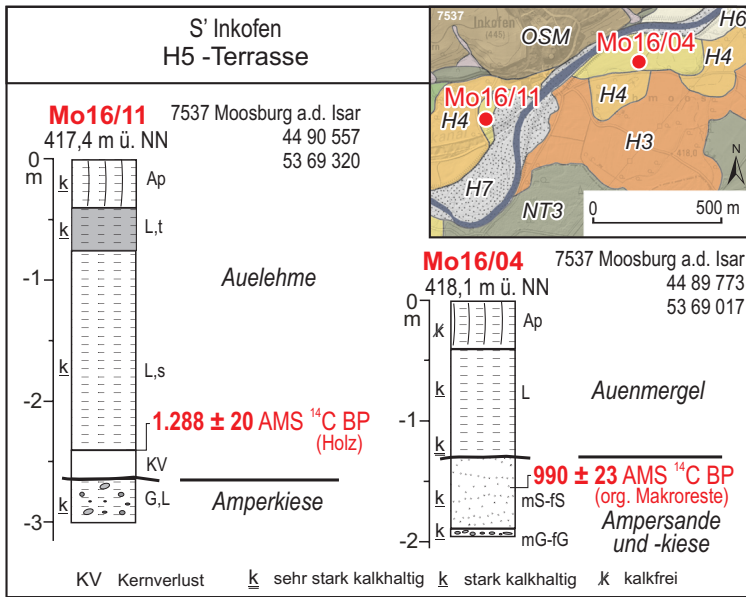 S' Inkofen
H5 -Terrasse
7537
Inkofen
(445)
OSM
H6
Mo16/04
H4
Mo16/11
H4
H4
H3
H7
NT3
N
0 500 m
Mo16/11
417,4 m ü. NN
7537 Moosburg a.d. Isar
44 90 557
53 69 320
0
m
k
Ap
k
L,t
-1
Auelehme
k
L,s
-2
1.288 ± 20 AMS 14C BP
(Holz)
KV
k
G,L
Amperkiese
-3
Mo16/04
418,1 m ü. NN
7537 Moosburg a.d. Isar
44 89 773
53 69 017
0
m
k
Ap
k
L
Auenmergel
-1
k
990 ± 23 AMS 14C BP
(org. Makroreste)
k
mS-fS
Ampersande
und -kiese
k
mG-fG
-2
KV Kernverlust k sehr stark kalkhaltig k stark kalkhaltig k kalkfrei